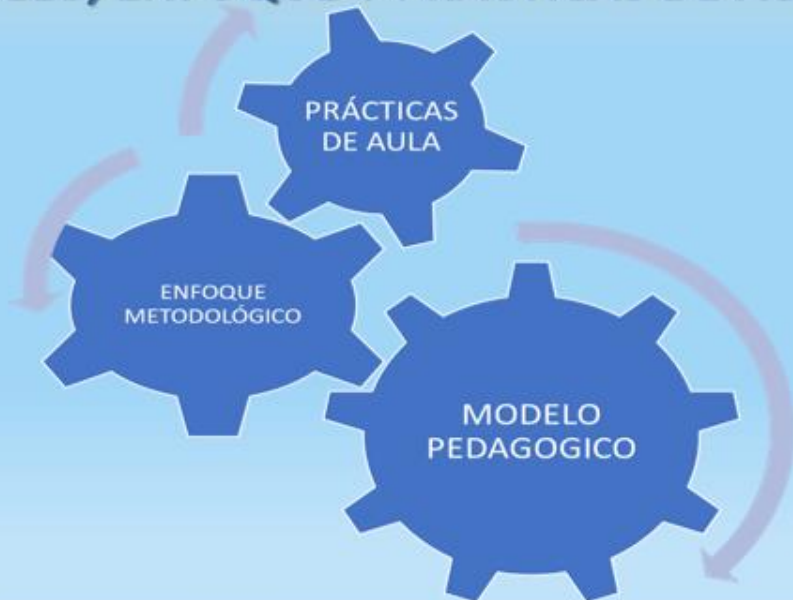 PRÁCTICAS
DE AULA
ENFOQUE
METODOLÓGICO
MODELO
PEDAGOGICO